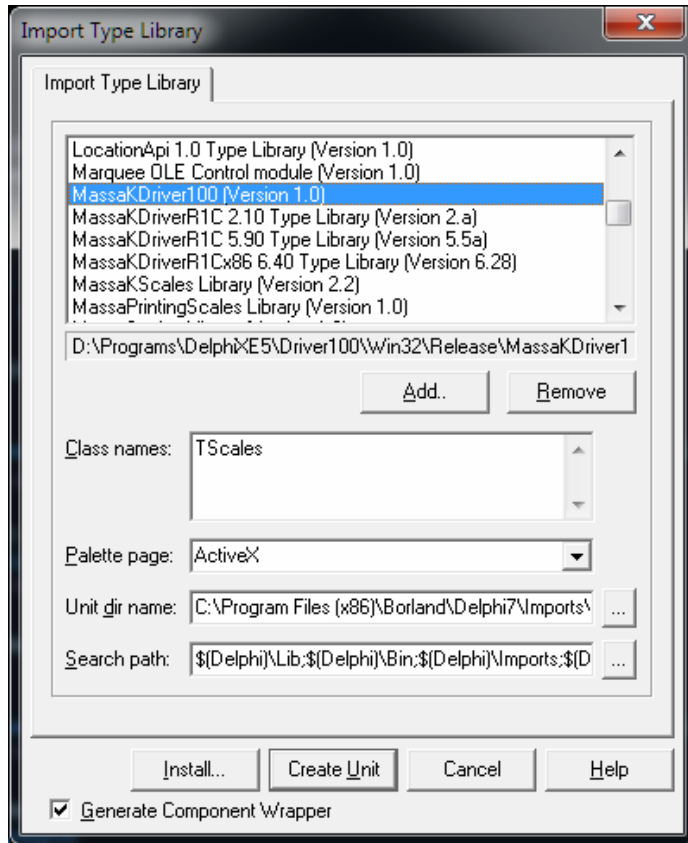 Import Type Library
Import Type Library
LocationApi 1.0 Type Library (Version 1.0)
Marquee OLE Control module (Version 1.0)
MassaKDriver100 (Version 1.0)
MassaKDriverR1C 2.10 Type Library (Version 2.a)
MassaKDriverR1C 5.90 Type Library (Version 5.5a)
MassaKDriverR1Cx86 6.40 Type Library (Version 6.28)
MassaKScales Library (Version 2.2)
MassaPrintingScales Library (Version 1.0)
D:\Programs\DelphiXE5\Driver100\Win32\Release\MassaKDriver1
Add..
Remove
Class names:
TScales
Palette page:
ActiveX
Unit dir name:
C:\Program Files (x86)\Borland\Delphi7\Imports\
...
Search path:
$(Delphi)\Lib;$(Delphi)\Bin;$(Delphi)\Imports;$(D
...
Install...
Create Unit
Cancel
Help
Generate Component Wrapper